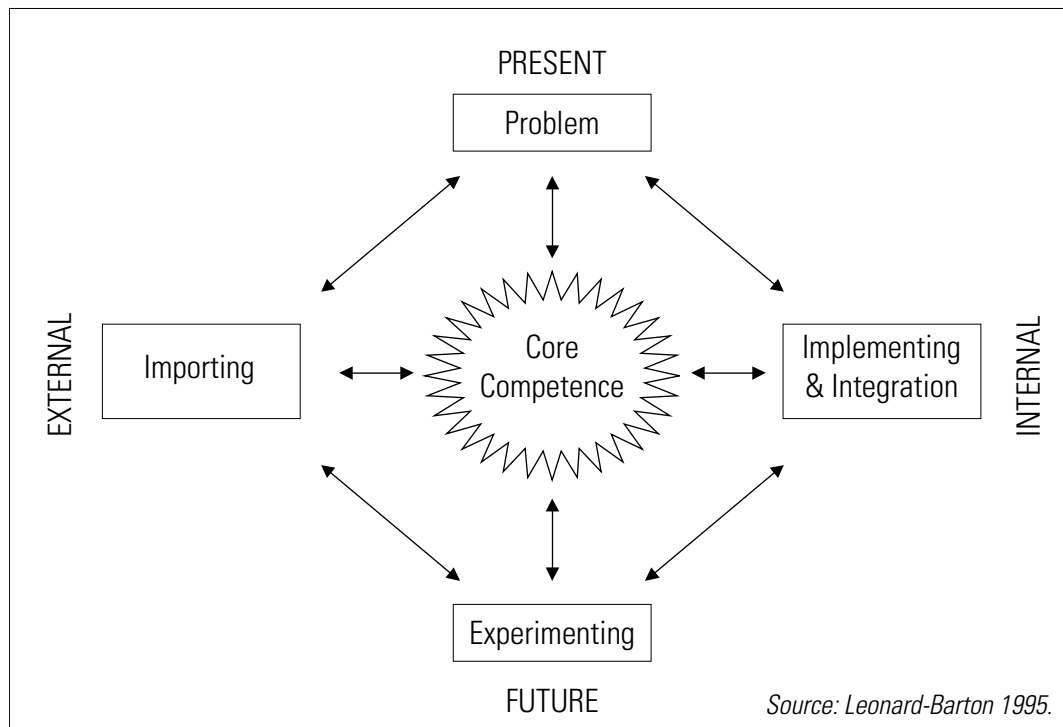 PRESENT
Problem
EXTERNAL
Importing
Core
Competence
Implementing
& Integration
INTERNAL
Experimenting
FUTURE
Source: Leonard-Barton 1995.